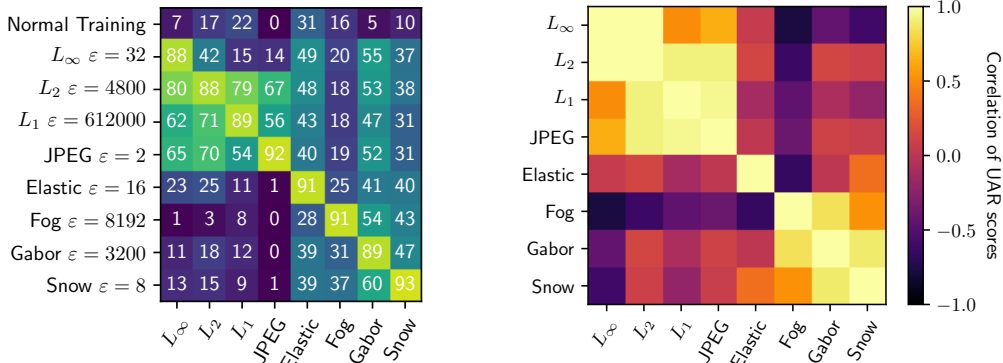 Normal Training 7 17 22 0 31 16 5 10
L∞ ε = 32 88 42 15 14 49 20 55 37
L2 ε = 4800 80 88 79 67 48 18 53 38
L1 ε = 612000 62 71 89 56 43 18 47 31
JPEG ε = 2 65 70 54 92 40 19 52 31
Elastic ε = 16 23 25 11 1 91 25 41 40
Fog ε = 8192 1 3 8 0 28 91 54 43
Gabor ε = 3200 11 18 12 0 39 31 89 47
Snow ε = 8 13 15 9 1 39 37 60 93
L∞ L2 L1 JPEG Elastic Fog Gabor Snow
L∞
L2
L1
JPEG
Elastic
Fog
Gabor
Snow
L∞ L2 L1 JPEG Elastic Fog Gabor Snow
1.0
0.5
0.0
−0.5
−1.0
Correlation of UAR scores